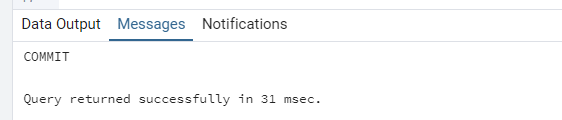 Data Output Messages Notifications
COMMIT
Query returned successfully in 31 msec.